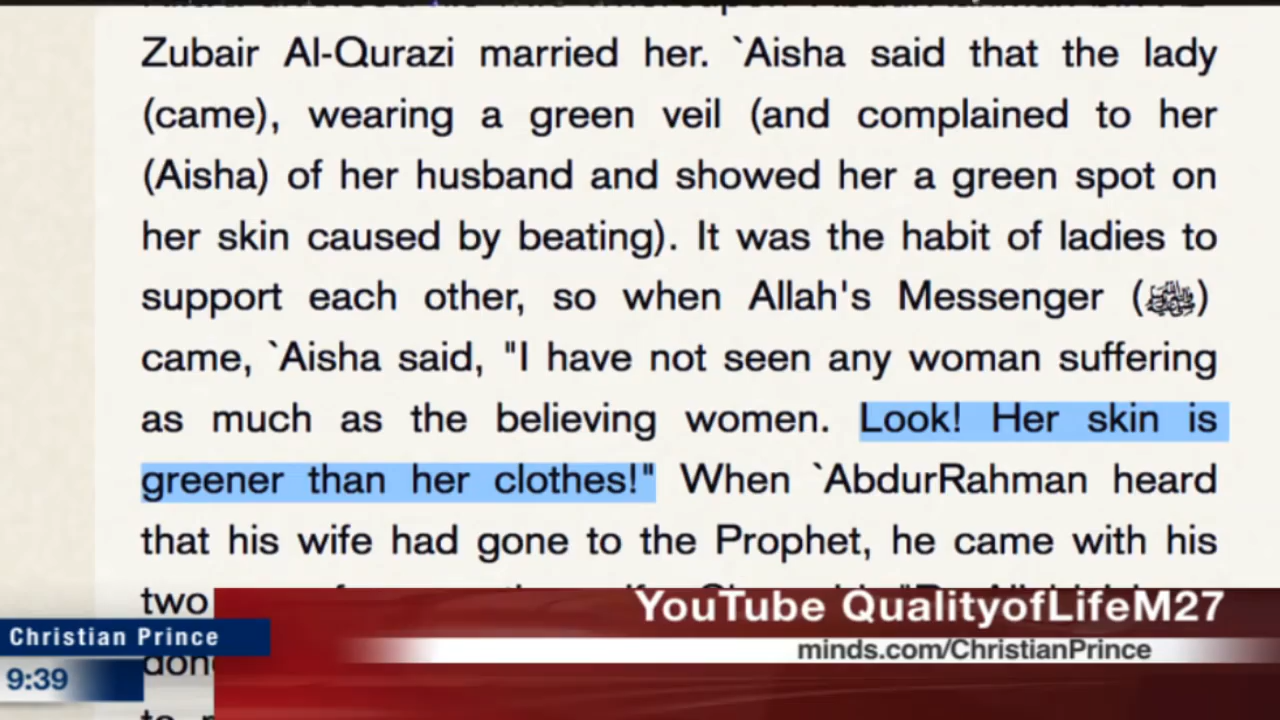 Zubair Al-Qurazi married her. `Aisha said that the lady
(came), wearing a green veil (and complained to her
(Aisha) of her husband and showed her a green spot on
her skin caused by beating). It was the habit of ladies to
support each other, so when Allah's Messenger (ﷺ)
came, `Aisha said, "I have not seen any woman suffering
as much as the believing women. Look! Her skin is
greener than her clothes!" When `AbdurRahman heard
that his wife had gone to the Prophet, he came with his
two
YouTube QualityofLifeM27
Christian Prince
minds.com/ChristianPrince
9:39